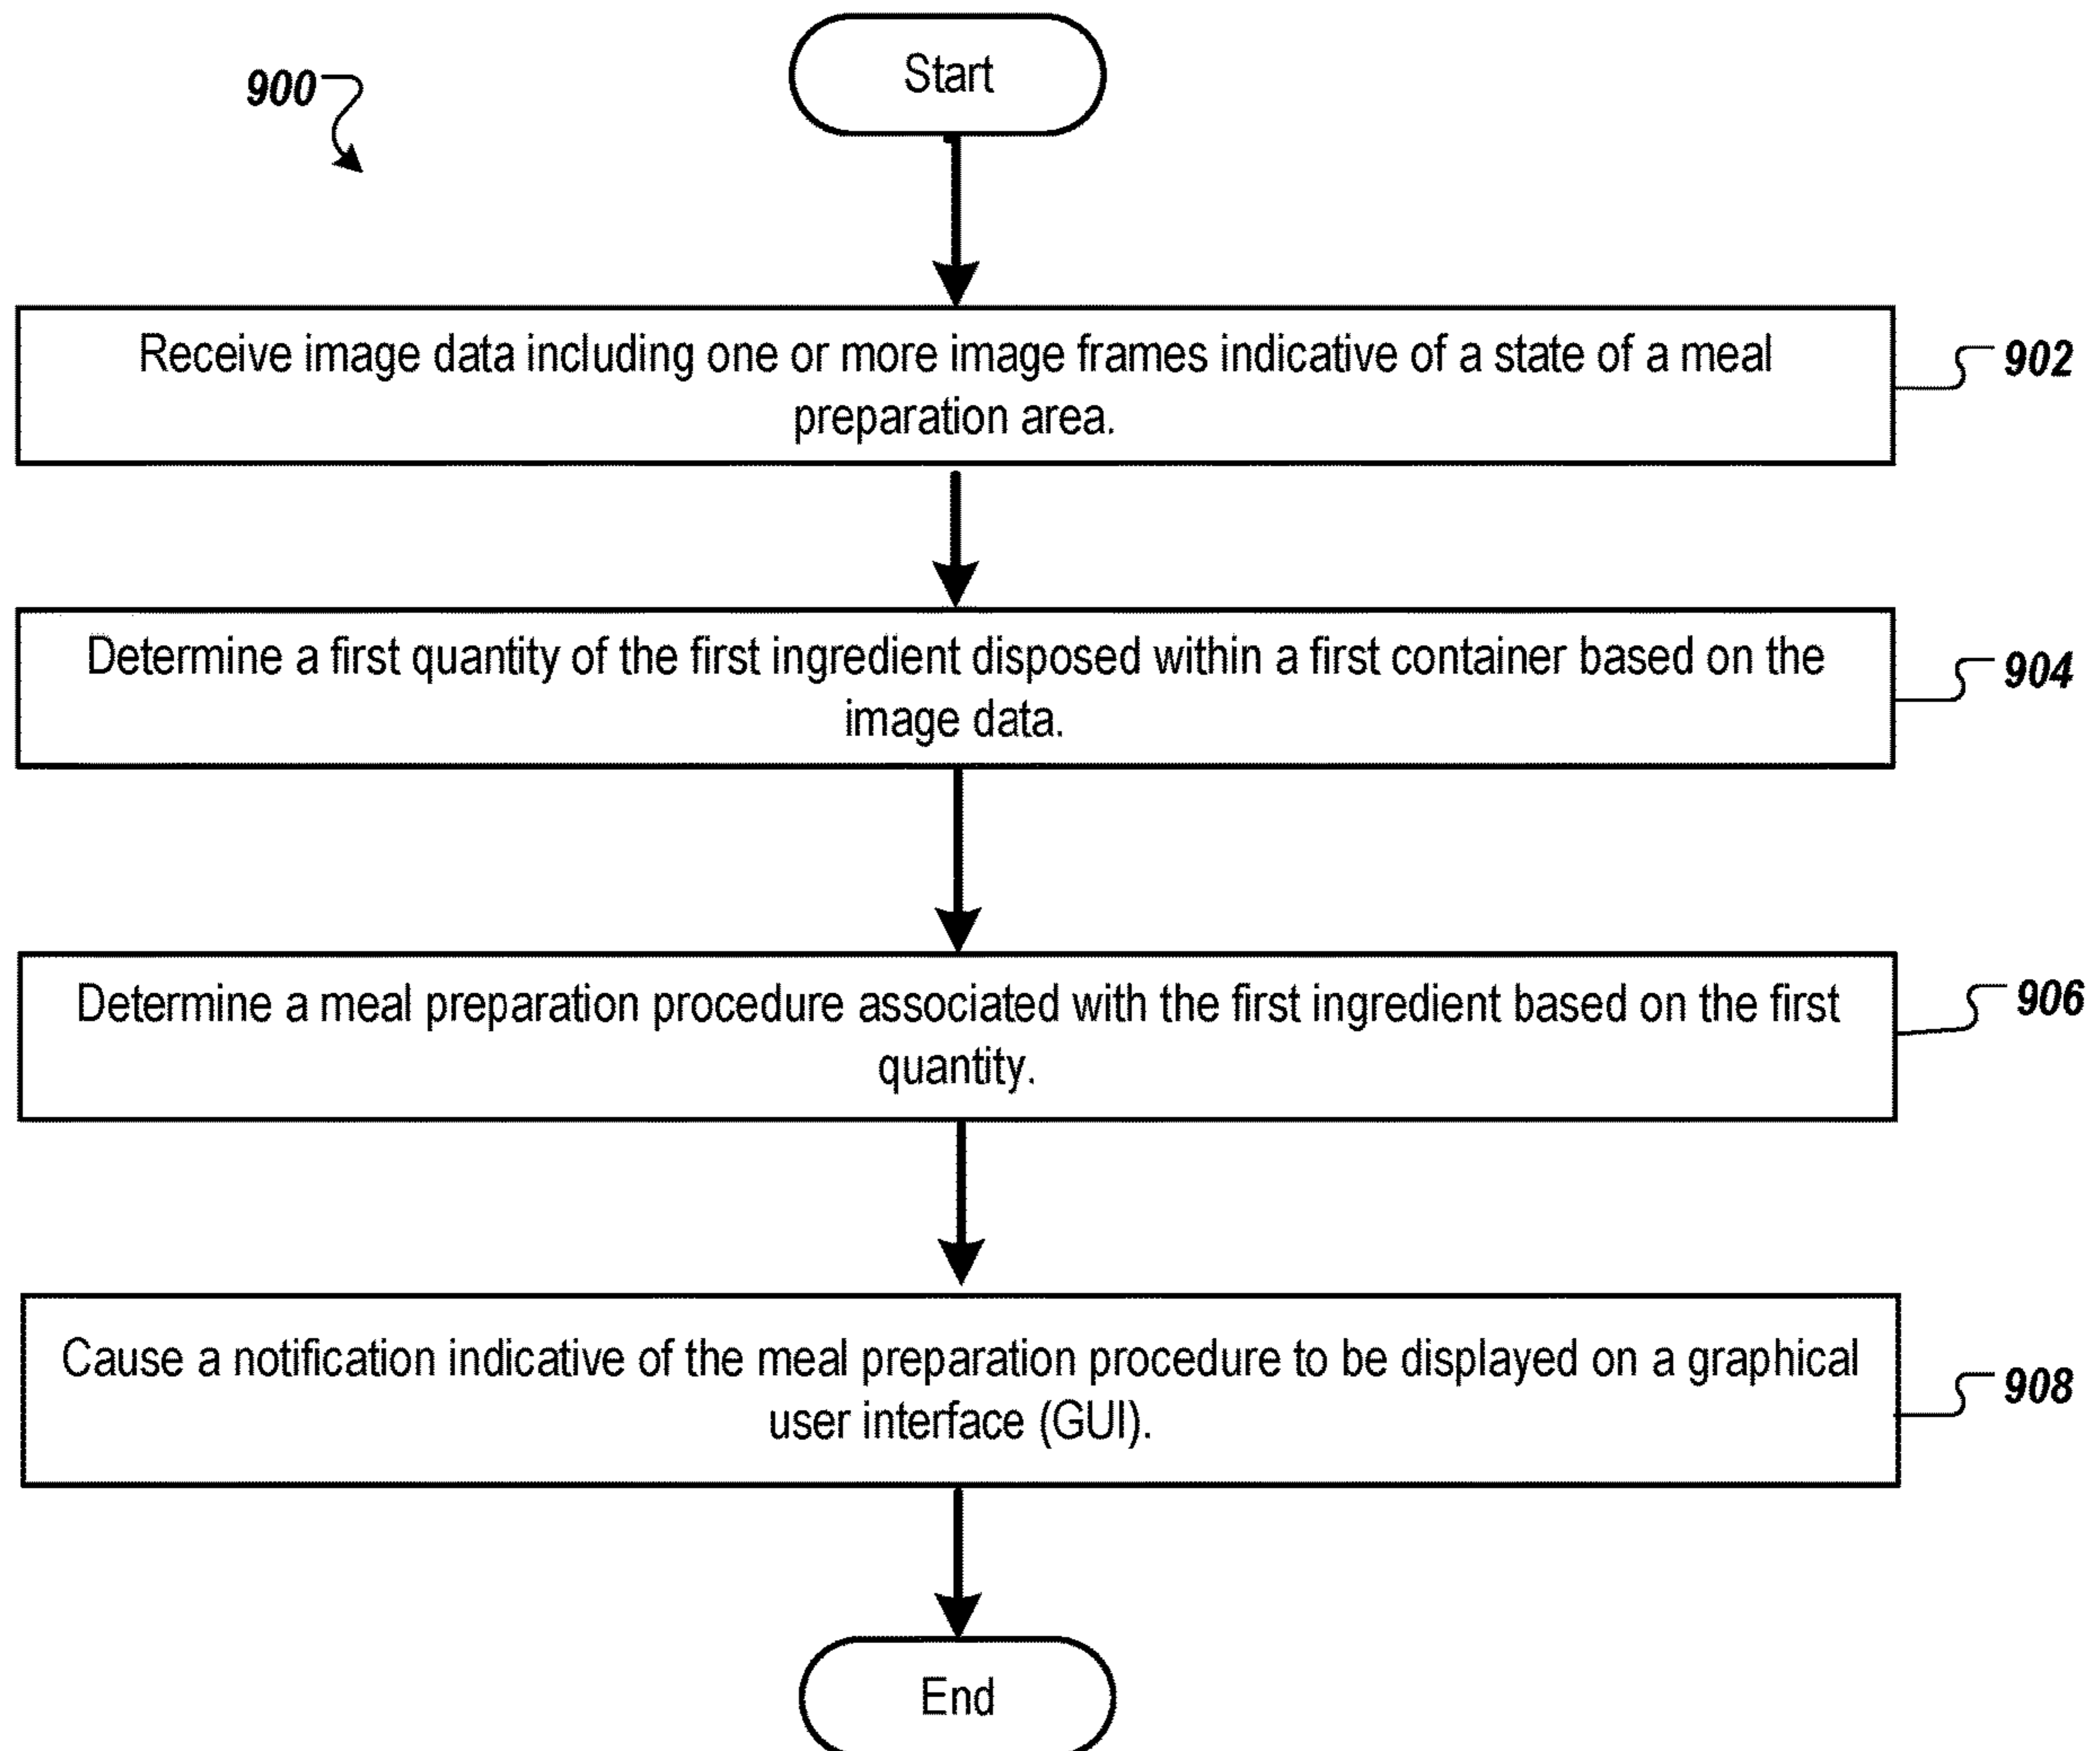 Start
900
Receive image data including one or more image frames indicative of a state of a meal
preparation area.
902
Determine a first quantity of the first ingredient disposed within a first container based on the
image data.
904
Determine a meal preparation procedure associated with the first ingredient based on the first
quantity.
906
Cause a notification indicative of the meal preparation procedure to be displayed on a graphical
user interface (GUI).
908
End